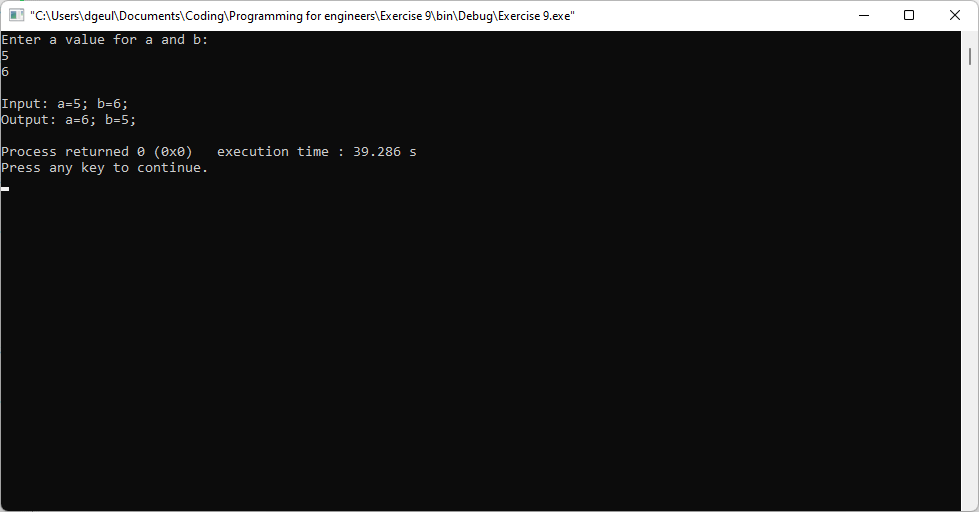 "C:\Users\dgeul\Documents\Coding\Programming for engineers\Exercise 9\bin\Debug\Exercise 9.exe"
Enter a value for a and b:
5
6
Input: a=5; b=6;
Output: a=6; b=5;
Process returned 0 (0x0)   execution time : 39.286 s
Press any key to continue.